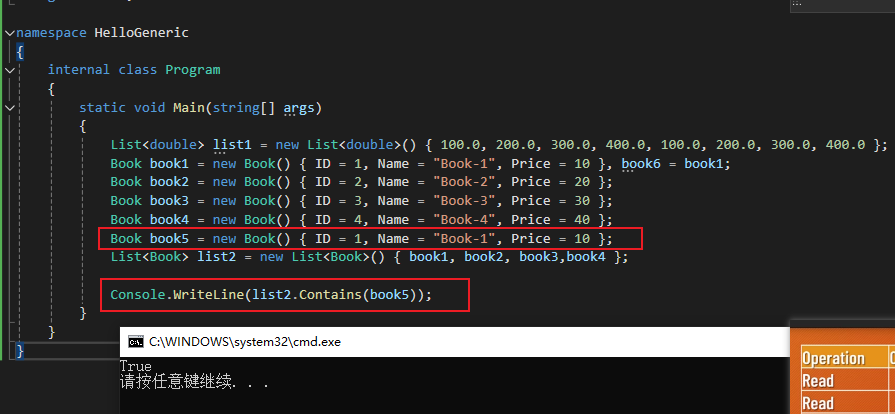 namespace HelloGeneric
{
internal class Program
{
static void Main(string[] args)
{
List<double> list1 = new List<double>() { 100.0, 200.0, 300.0, 400.0, 100.0, 200.0, 300.0, 400.0 };
Book book1 = new Book() { ID = 1, Name = "Book-1", Price = 10 }, book6 = book1;
Book book2 = new Book() { ID = 2, Name = "Book-2", Price = 20 };
Book book3 = new Book() { ID = 3, Name = "Book-3", Price = 30 };
Book book4 = new Book() { ID = 4, Name = "Book-4", Price = 40 };
Book book5 = new Book() { ID = 1, Name = "Book-1", Price = 10 };
List<Book> list2 = new List<Book>() { book1, book2, book3,book4 };
Console.WriteLine(list2.Contains(book5));
}
}
}
C:\WINDOWS\system32\cmd.exe
True
请按任意键继续. . .
Operation
Read
Read